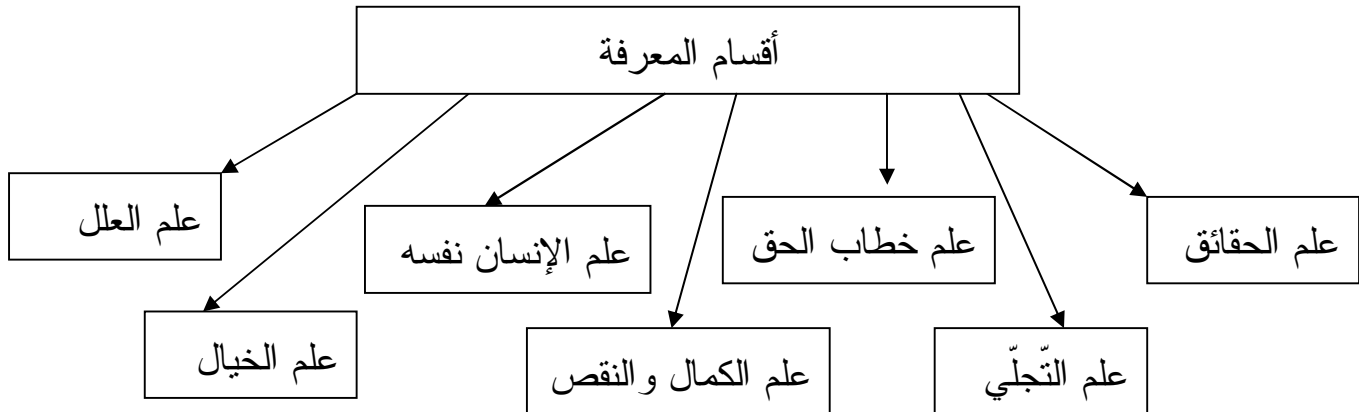 أقسام المعرفة
علم الحقائق
علم التّجلّي
علم خطاب الحق
علم الكمال والنقص
علم الإنسان نفسه
علم الخيال
علم العلل